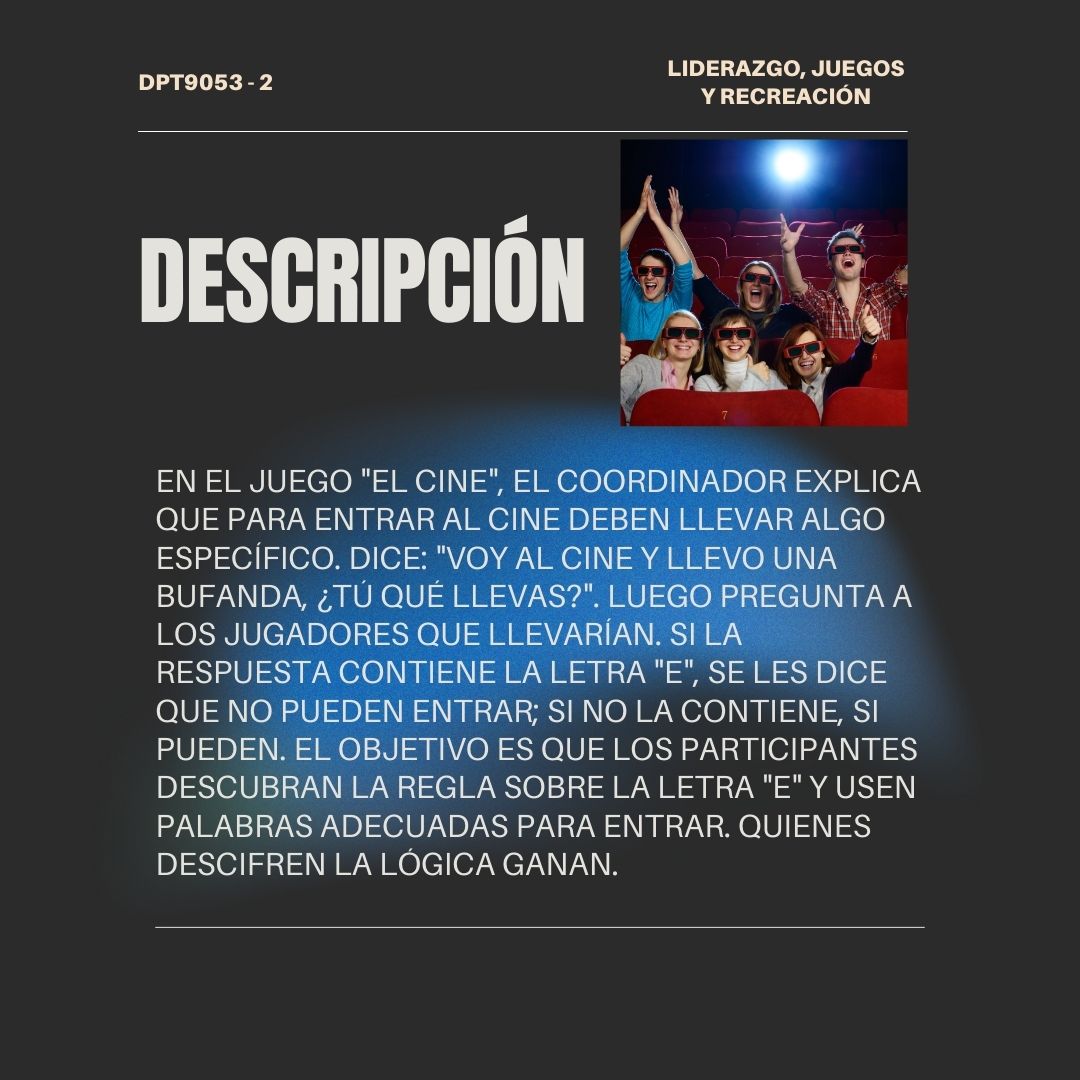 DPT9053 - 2
LIDERAZGO, JUEGOS
Y RECREACIÓN
DESCRIPCIÓN
7
EN EL JUEGO "EL CINE", EL COORDINADOR EXPLICA
QUE PARA ENTRAR AL CINE DEBEN LLEVAR ALGO
ESPECÍFICO. DICE: "VOY AL CINE Y LLEVO UNA
BUFANDA, ¿TÚ QUÉ LLEVAS?". LUEGO PREGUNTA A
LOS JUGADORES QUE LLEVARÍAN. SI LA
RESPUESTA CONTIENE LA LETRA "E", SE LES DICE
QUE NO PUEDEN ENTRAR; SI NO LA CONTIENE, SI
PUEDEN. EL OBJETIVO ES QUE LOS PARTICIPANTES
DESCUBRAN LA REGLA SOBRE LA LETRA "E" Y USEN
PALABRAS ADECUADAS PARA ENTRAR. QUIENES
DESCIFREN LA LÓGICA GANAN.